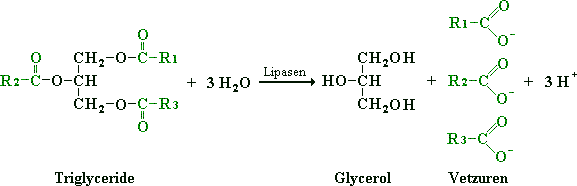 O O
CH2-O-C-R1
O
R2-C-O-CH
CH2-O-C-R3
O
+ 3 H2O
Lipasen
CH2OH
HO-CH
CH2OH
+
R1-C O
O-
R2-C O
O-
R3-C O
O-
+ 3 H+
Triglyceride Glycerol Vetzuren